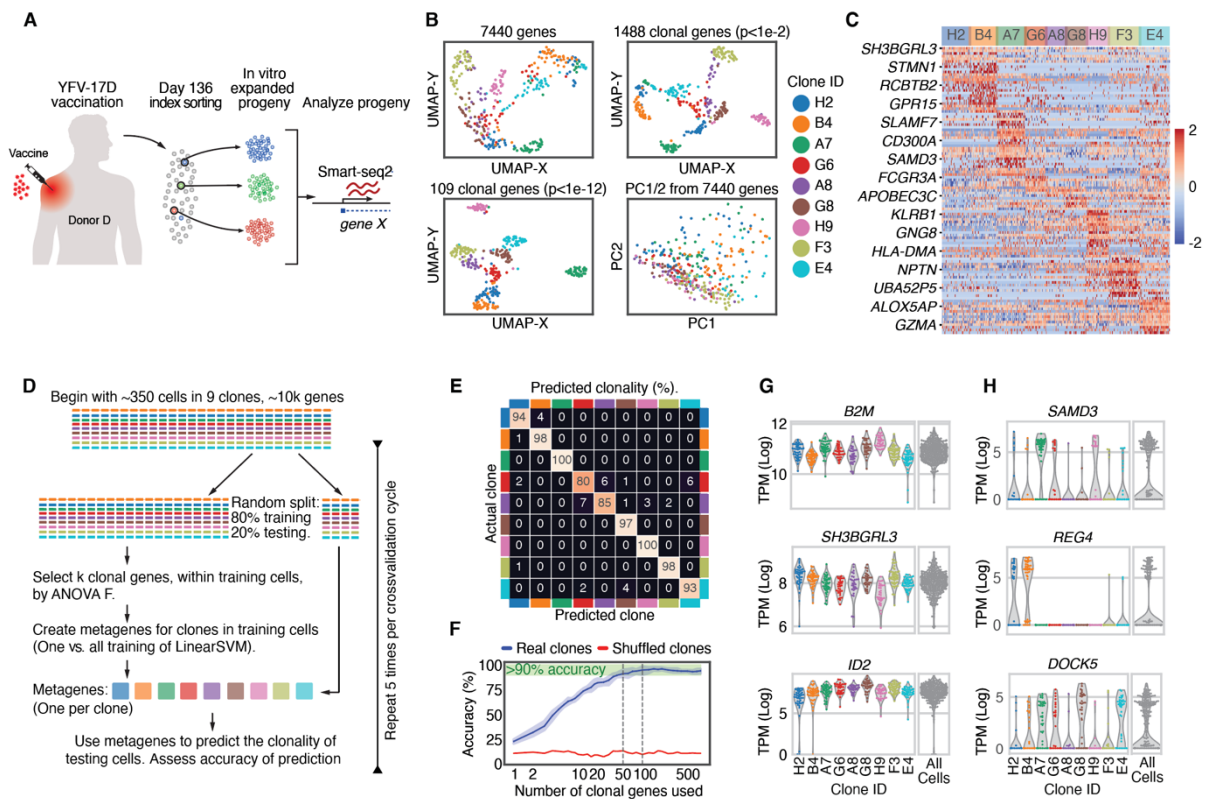 A
YFV-17D
vaccination
Day 136
index sorting
In vitro
expanded
progeny
Analyze progeny
Vaccine
Donor D
Smart-seq2
gene X
B
7440 genes
1488 clonal genes (p<1e-2)
UMAP-Y
UMAP-X
UMAP-Y
UMAP-X
109 clonal genes (p<1e-12)
PC1/2 from 7440 genes
UMAP-Y
UMAP-X
PC2
PC1
Clone ID
H2
B4
A7
G6
A8
G8
H9
F3
E4
C
H2 B4 A7 G6 A8 G8 H9 F3 E4
SH3BGRL3
STMN1
RCBTB2
GPR15
SLAMF7
CD300A
SAMD3
FCGR3A
APOBEC3C
KLRB1
GNG8
HLA-DMA
NPTN
UBA52P5
ALOX5AP
GZMA
2
0
-2
D
Begin with ~350 cells in 9 clones, ~10k genes
Random split:
80% training
20% testing.
Select k clonal genes, within training cells,
by ANOVA F.
Create metagenes for clones in training cells
(One vs. all training of LinearSVM).
Metagenes:
(One per clone)
Use metagenes to predict the clonality of
testing cells. Assess accuracy of prediction
Repeat 5 times per crossvalidation cycle
E
Predicted clonality (%).
Actual clone
94 4 0 0 0 0 0 0 0
1 98 0 0 0 0 0 0 0
0 0 100 0 0 0 0 0 0
2 0 0 80 6 1 0 0 6
0 0 0 7 85 1 3 2 0
0 0 0 0 0 97 0 0 0
0 0 0 0 0 0 100 0 0
1 0 0 0 0 0 0 98 0
0 0 0 2 0 4 0 0 93
Predicted clone
F
Real clones
Shuffled clones
>90% accuracy
Accuracy (%)
100
75
50
25
0
1 2 10 20 50 100 500
Number of clonal genes used
G
B2M
TPM (Log)
12
11
10
SH3BGRL3
TPM (Log)
10
8
6
ID2
TPM (Log)
10
5
0
H2 B4 A7 G6 A8 G8 H9 F3 E4
All
Cells
Clone ID
H
SAMD3
TPM (Log)
5
0
REG4
TPM (Log)
5
0
DOCK5
TPM (Log)
5
0
H2 B4 A7 G6 A8 G8 H9 F3 E4
All
Cells
Clone ID